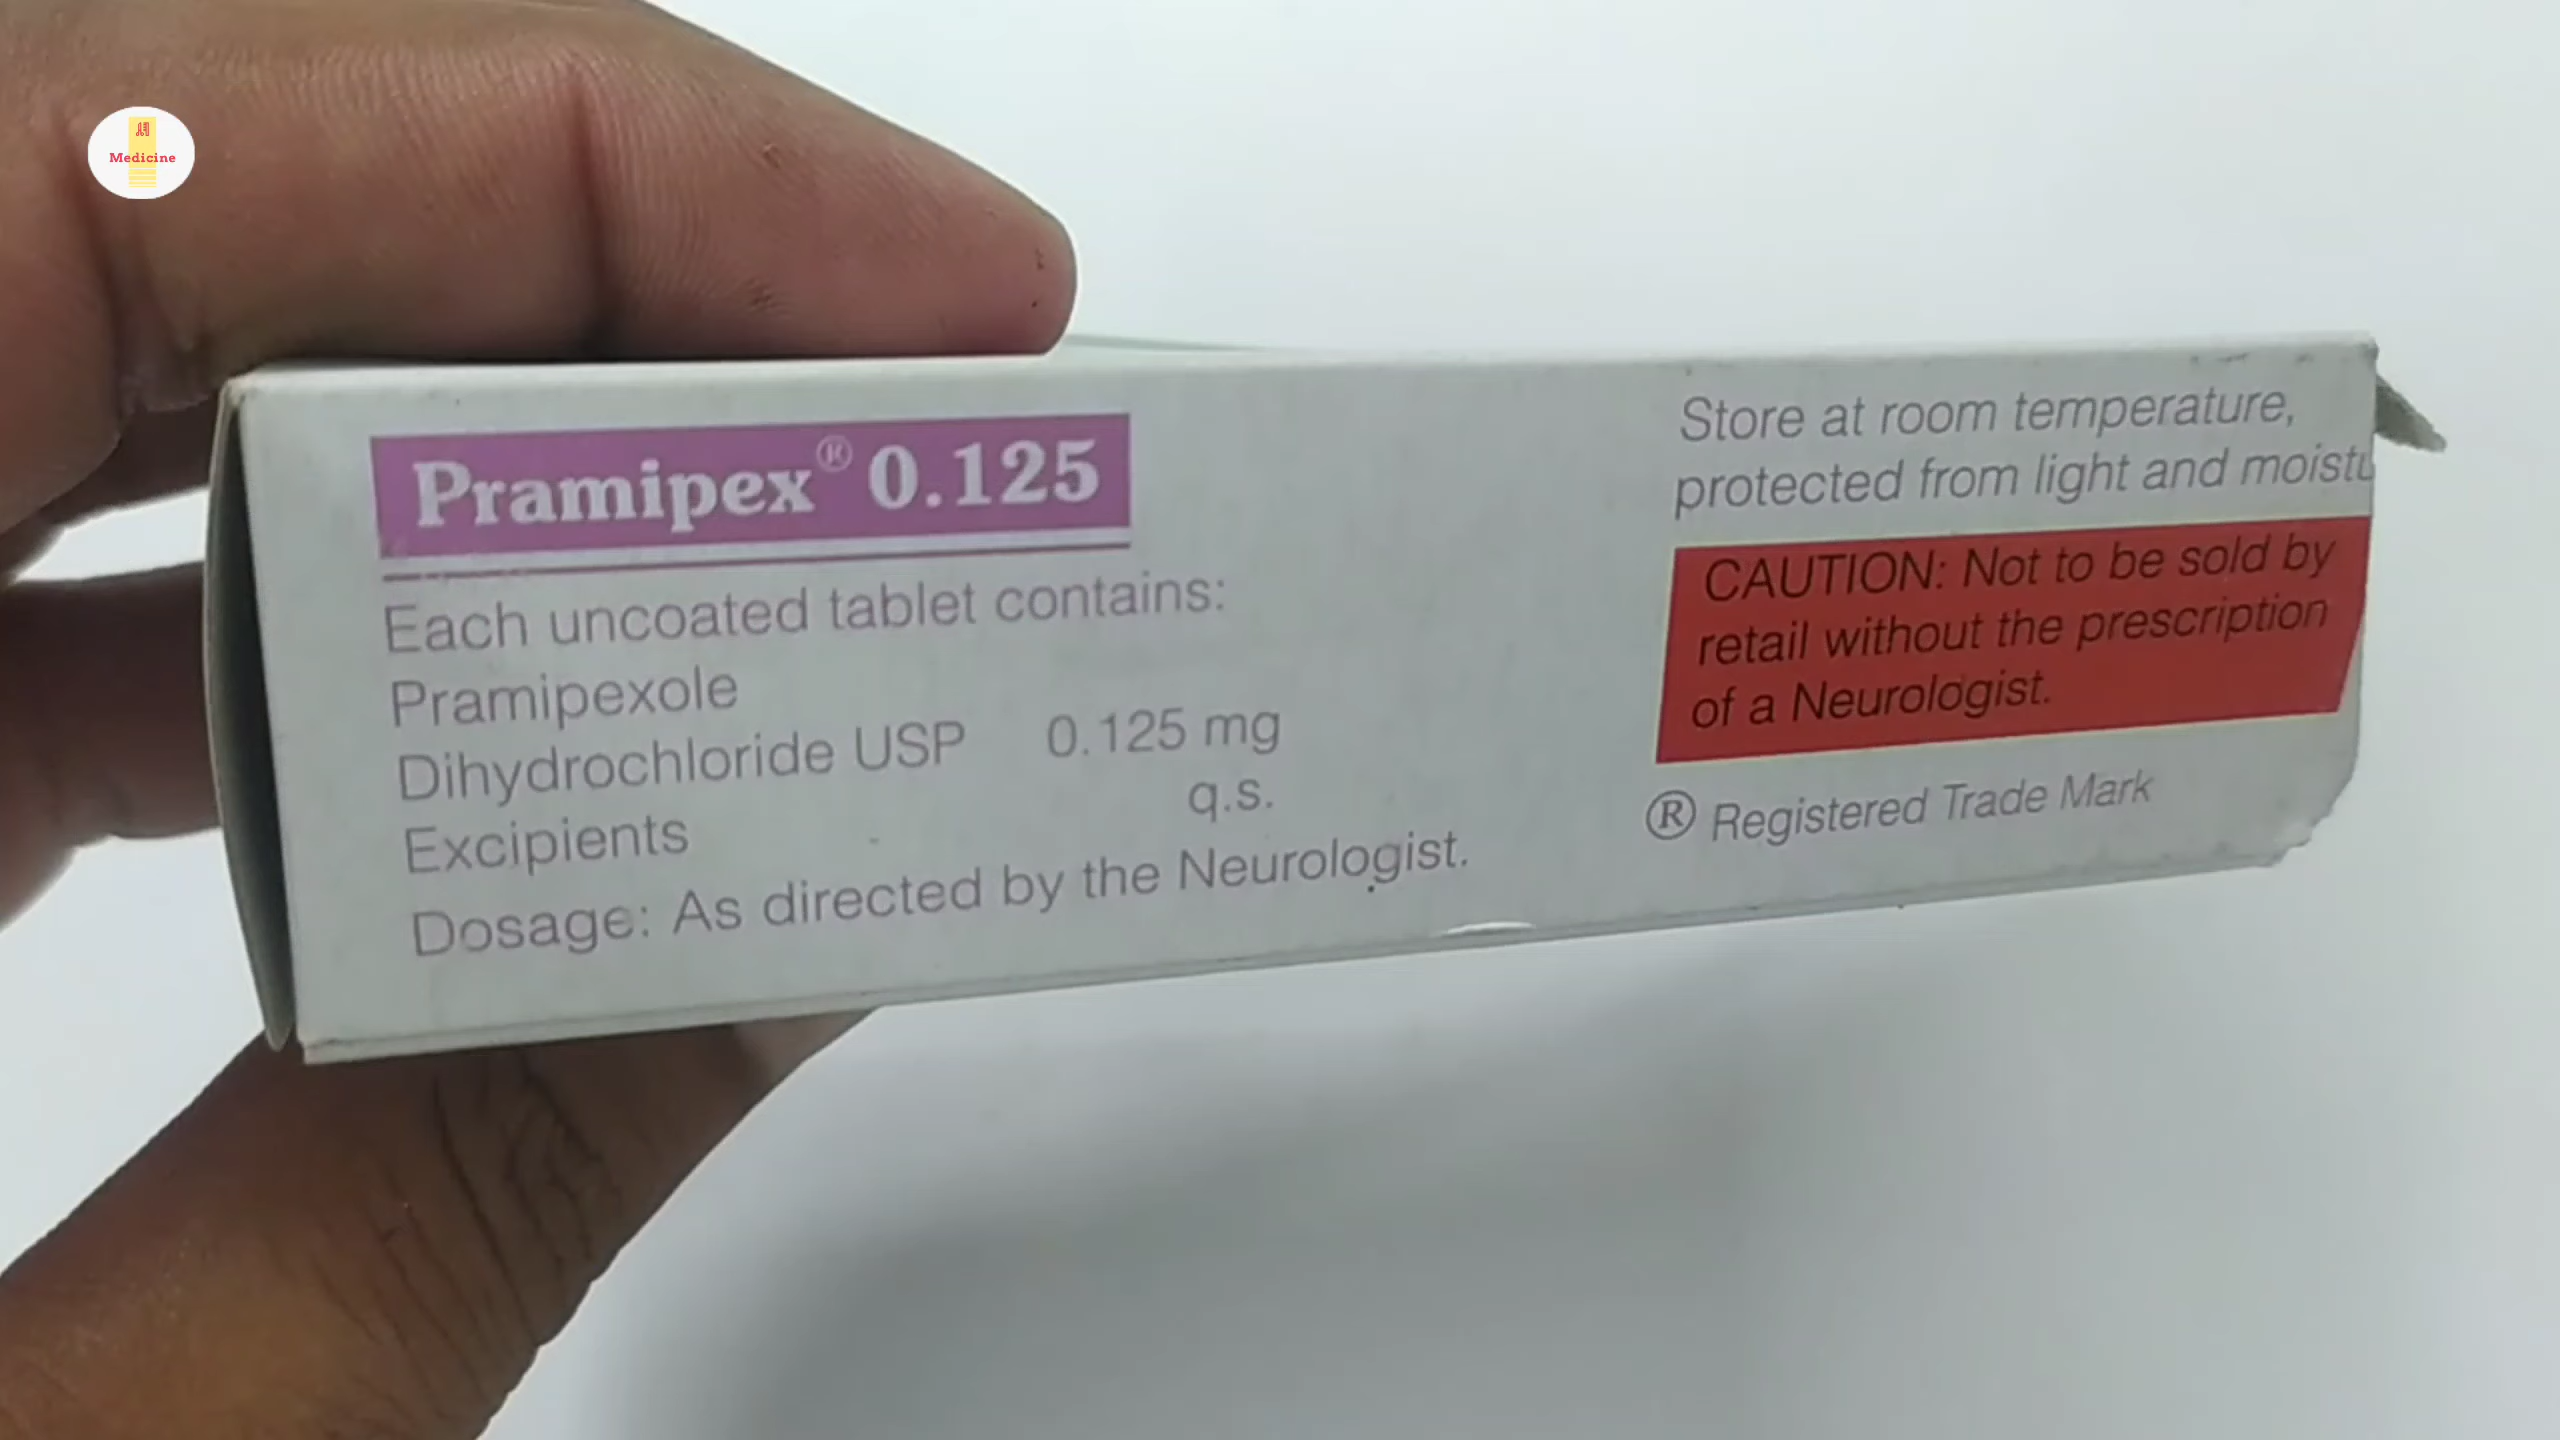 Medicine
Pramipex® 0.125
Each uncoated tablet contains:
Pramipexole
Dihydrochloride USP 0.125 mg
Excipients q.s.
Dosage: As directed by the Neurologist.
Store at room temperature,
protected from light and
CAUTION: Not to be sold by
retail without the prescription
of a Neurologist.
® Registered Trade Mark